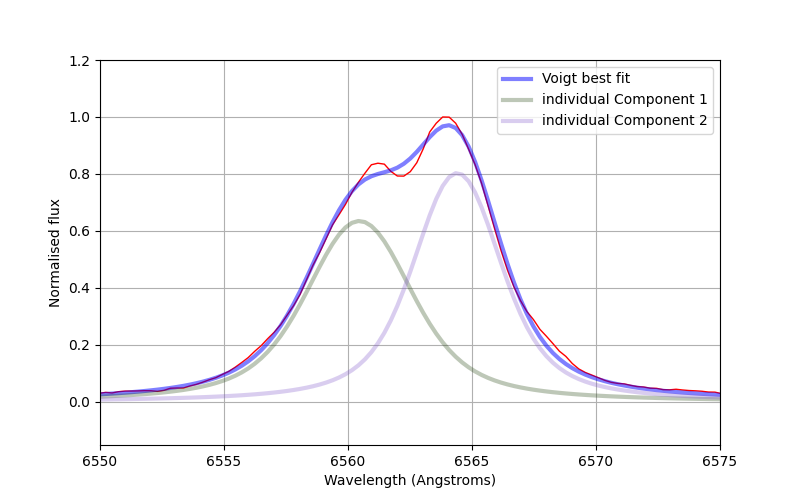 1.2
1.0
0.8
0.6
0.4
0.2
0.0
Normalised flux
Voigt best fit
individual Component 1
individual Component 2
6550 6555 6560 6565 6570 6575
Wavelength (Angstroms)